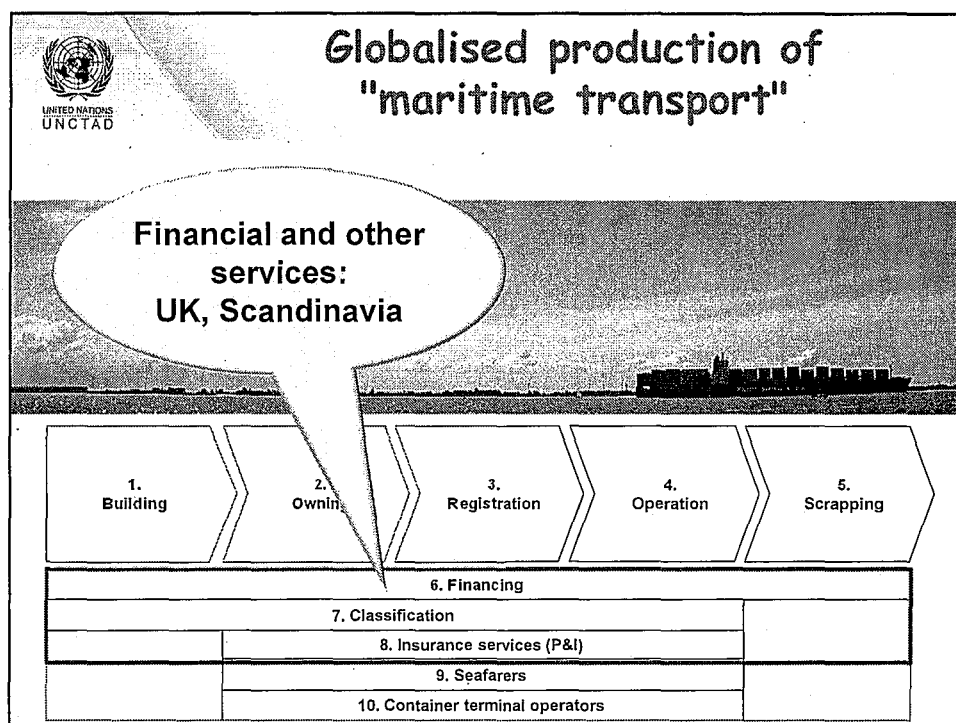 Globalised production of
"maritime transport"
UNITED NATIONS
UNCTAD
Financial and other
services:
UK, Scandinavia
1.
Building
2.
Owning
3.
Registration
4.
Operation
5.
Scrapping
6. Financing
7. Classification
8. Insurance services (P&I)
9. Seafarers
10. Container terminal operators